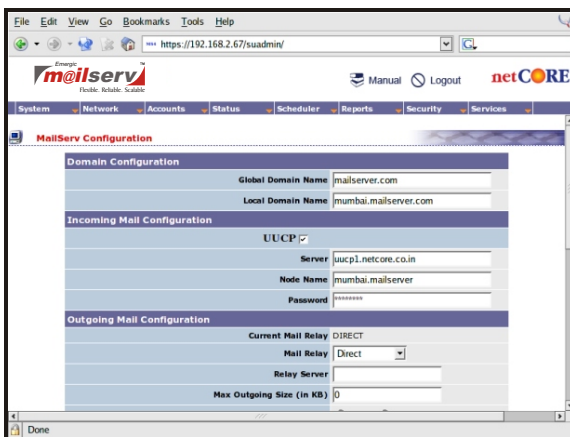 File Edit View Go Bookmarks Tools Help
https://192.168.2.67/suadmin/
G
Emergic
m@ilserv
Flexible. Reliable. Scalable
Manual Logout
netCORE
System Network Accounts Status Scheduler Reports Security Services
MailServ Configuration
Domain Configuration
Global Domain Name mailserver.com
Local Domain Name mumbai.mailserver.com
Incoming Mail Configuration
UUCP
Server uucp1.netcore.co.in
Node Name mumbai.mailserver
Password ********
Outgoing Mail Configuration
Current Mail Relay DIRECT
Mail Relay Direct
Relay Server
Max Outgoing Size (in KB) 0
Done